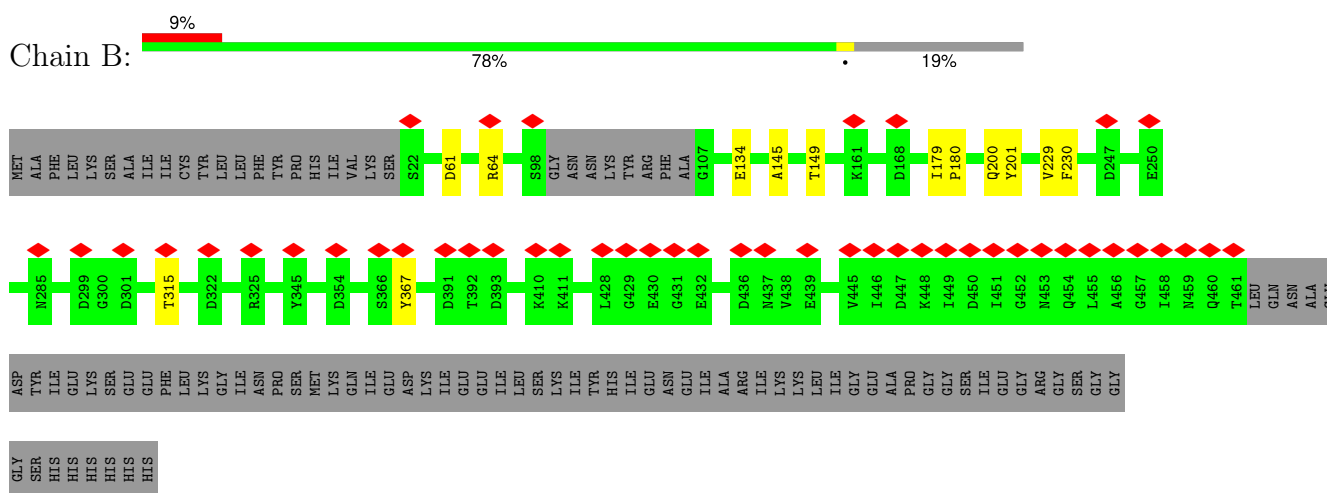 9%
Chain B:
78% • 19%
MET ALA PHE LEU LYS SER ALA ILE ILE CYS TYR LEU LEU PHE TYR PRO HIS ILE VAL LYS SER S22 D61 R64 S98 GLY ASN ASN LYS TYR ARG PHE ALA G107 E134 A145 T149 K161 D168 I179 P180 Q200 Y201 V229 F230 D247 E250
N285 D299 G300 D301 T315 D322 R325 Y345 D354 S366 Y367 D391 T392 D393 K410 K411 L428 G429 E430 G431 E432 D436 N437 V438 E439 V445 I446 D447 K448 I449 D450 I451 G452 N453 Q454 L455 A456 G457 I458 N459 Q460 T461 LEU GLN ASN ALA
ASP TYR ILE GLU LYS SER GLU GLU PHE LEU LYS GLY ILE ASN PRO SER MET LYS GLN ILE GLU ASP LYS ILE GLU GLU ILE LEU SER LYS ILE TYR HIS ILE GLU ASN GLU ILE ALA ARG ILE LYS LYS LEU ILE GLY GLU ALA PRO GLY GLY SER ILE GLU GLY ARG GLY SER GLY GLY
GLY SER HIS HIS HIS HIS HIS HIS